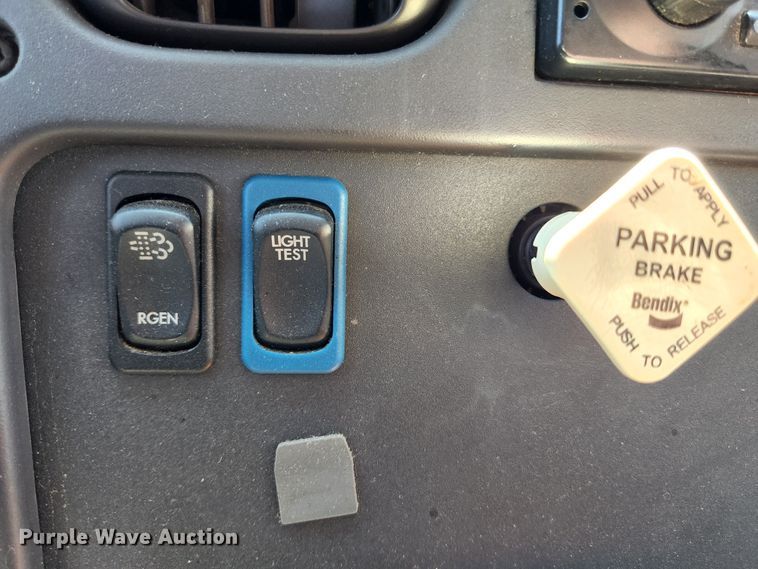 RGEN
LIGHT
TEST
PULL TO APPLY
PARKING
BRAKE
Bendix®
PUSH TO RELEASE
Purple Wave Auction®